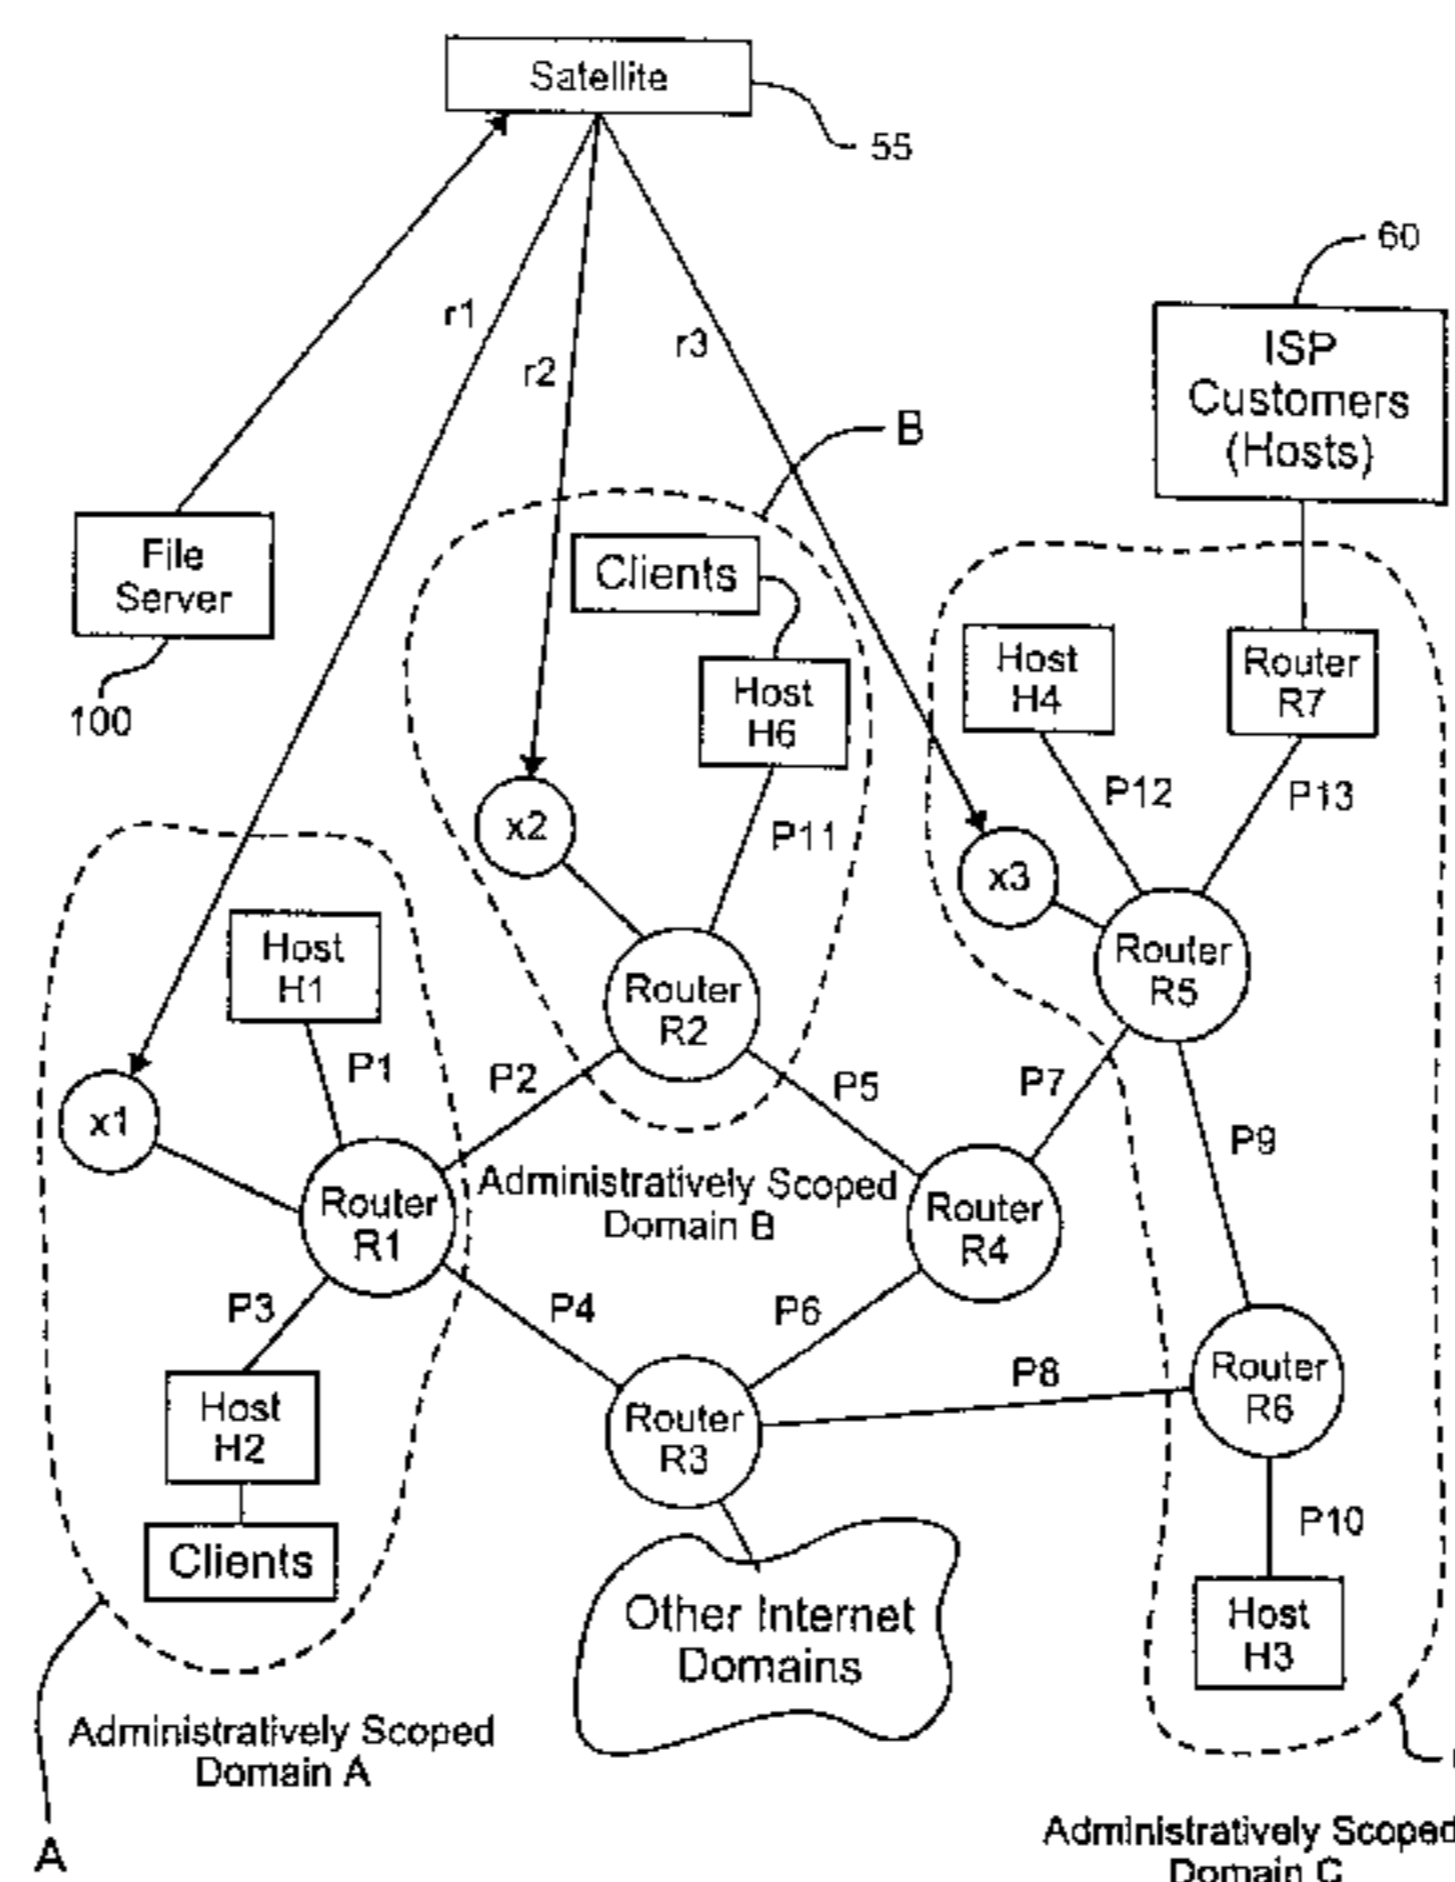 Satellite
55
60
ISP
Customers
(Hosts)
r1
r2
r3
B
File
Server
100
Clients
Host
H6
Host
H4
Router
R7
P12
P13
x2
P11
x3
Host
H1
Router
R2
Router
R5
P1
P2
P5
P7
x1
P9
Router
R1
Administratively Scoped
Domain B
Router
R4
P3
P4
P6
P8
Router
R6
Host
H2
Router
R3
P10
Clients
Other Internet
Domains
Host
H3
Administratively Scoped
Domain A
A
Administratively Scoped
Domain C